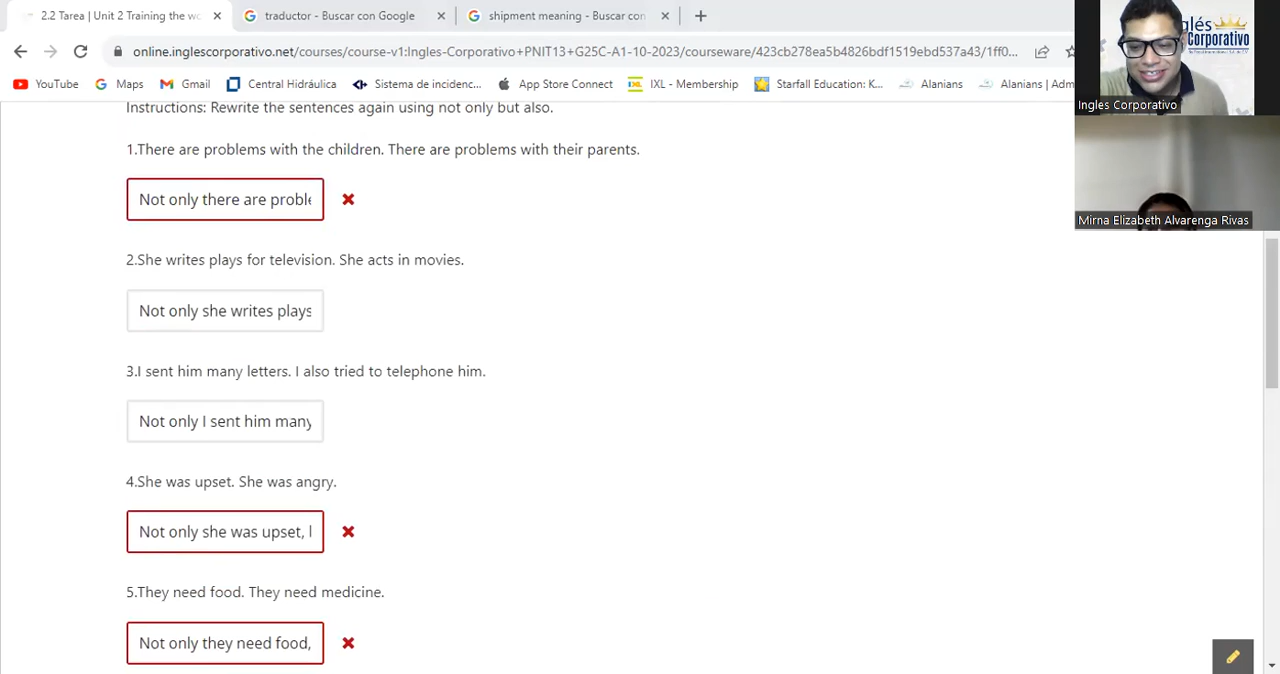 2.2 Tarea | Unit 2 Training the wo
traductor - Buscar con Google
shipment meaning - Buscar con
online.inglescorporativo.net/courses/course-v1:Ingles-Corporativo+PNIT13+G25C-A1-10-2023/courseware/423cb278ea5b4826bdf1519ebd537a43/1ff0...
YouTube
Maps
Gmail
Central Hidráulica
Sistema de incidenc...
App Store Connect
IXL - Membership
Starfall Education: K...
Alanians
Alanians | Adm
glés
Corporativo
Ingles Corporativo
Mirna Elizabeth Alvarenga Rivas
Instructions: Rewrite the sentences again using not only but also.
1.There are problems with the children. There are problems with their parents.
Not only there are proble
2.She writes plays for television. She acts in movies.
Not only she writes plays
3.I sent him many letters. I also tried to telephone him.
Not only I sent him many
4.She was upset. She was angry.
Not only she was upset, l
5.They need food. They need medicine.
Not only they need food,